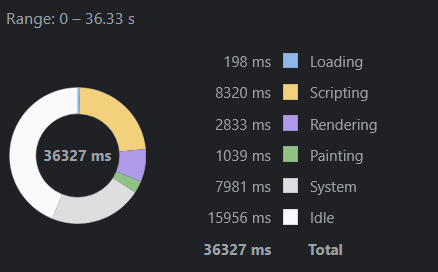 Range: 0 – 36.33 s
198 ms Loading
8320 ms Scripting
2833 ms Rendering
36327 ms
1039 ms Painting
7981 ms System
15956 ms Idle
36327 ms Total